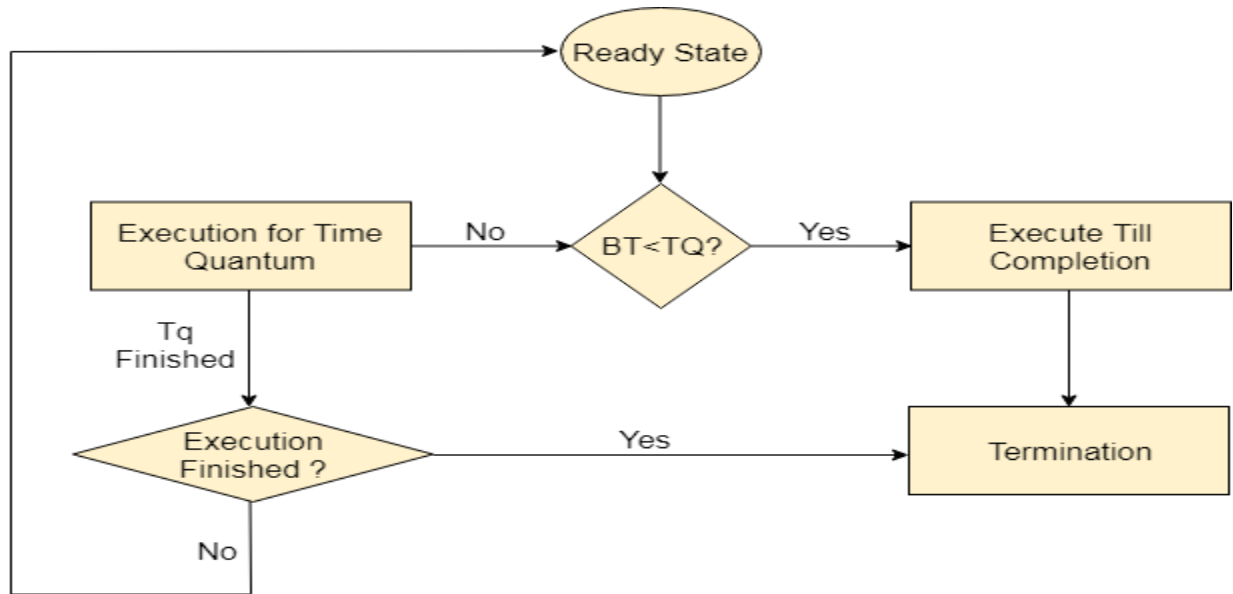 Ready State
Execution for Time
Quantum
No
BT<TQ?
Yes
Execute Till
Completion
Tq
Finished
Execution
Finished ?
Yes
Termination
No